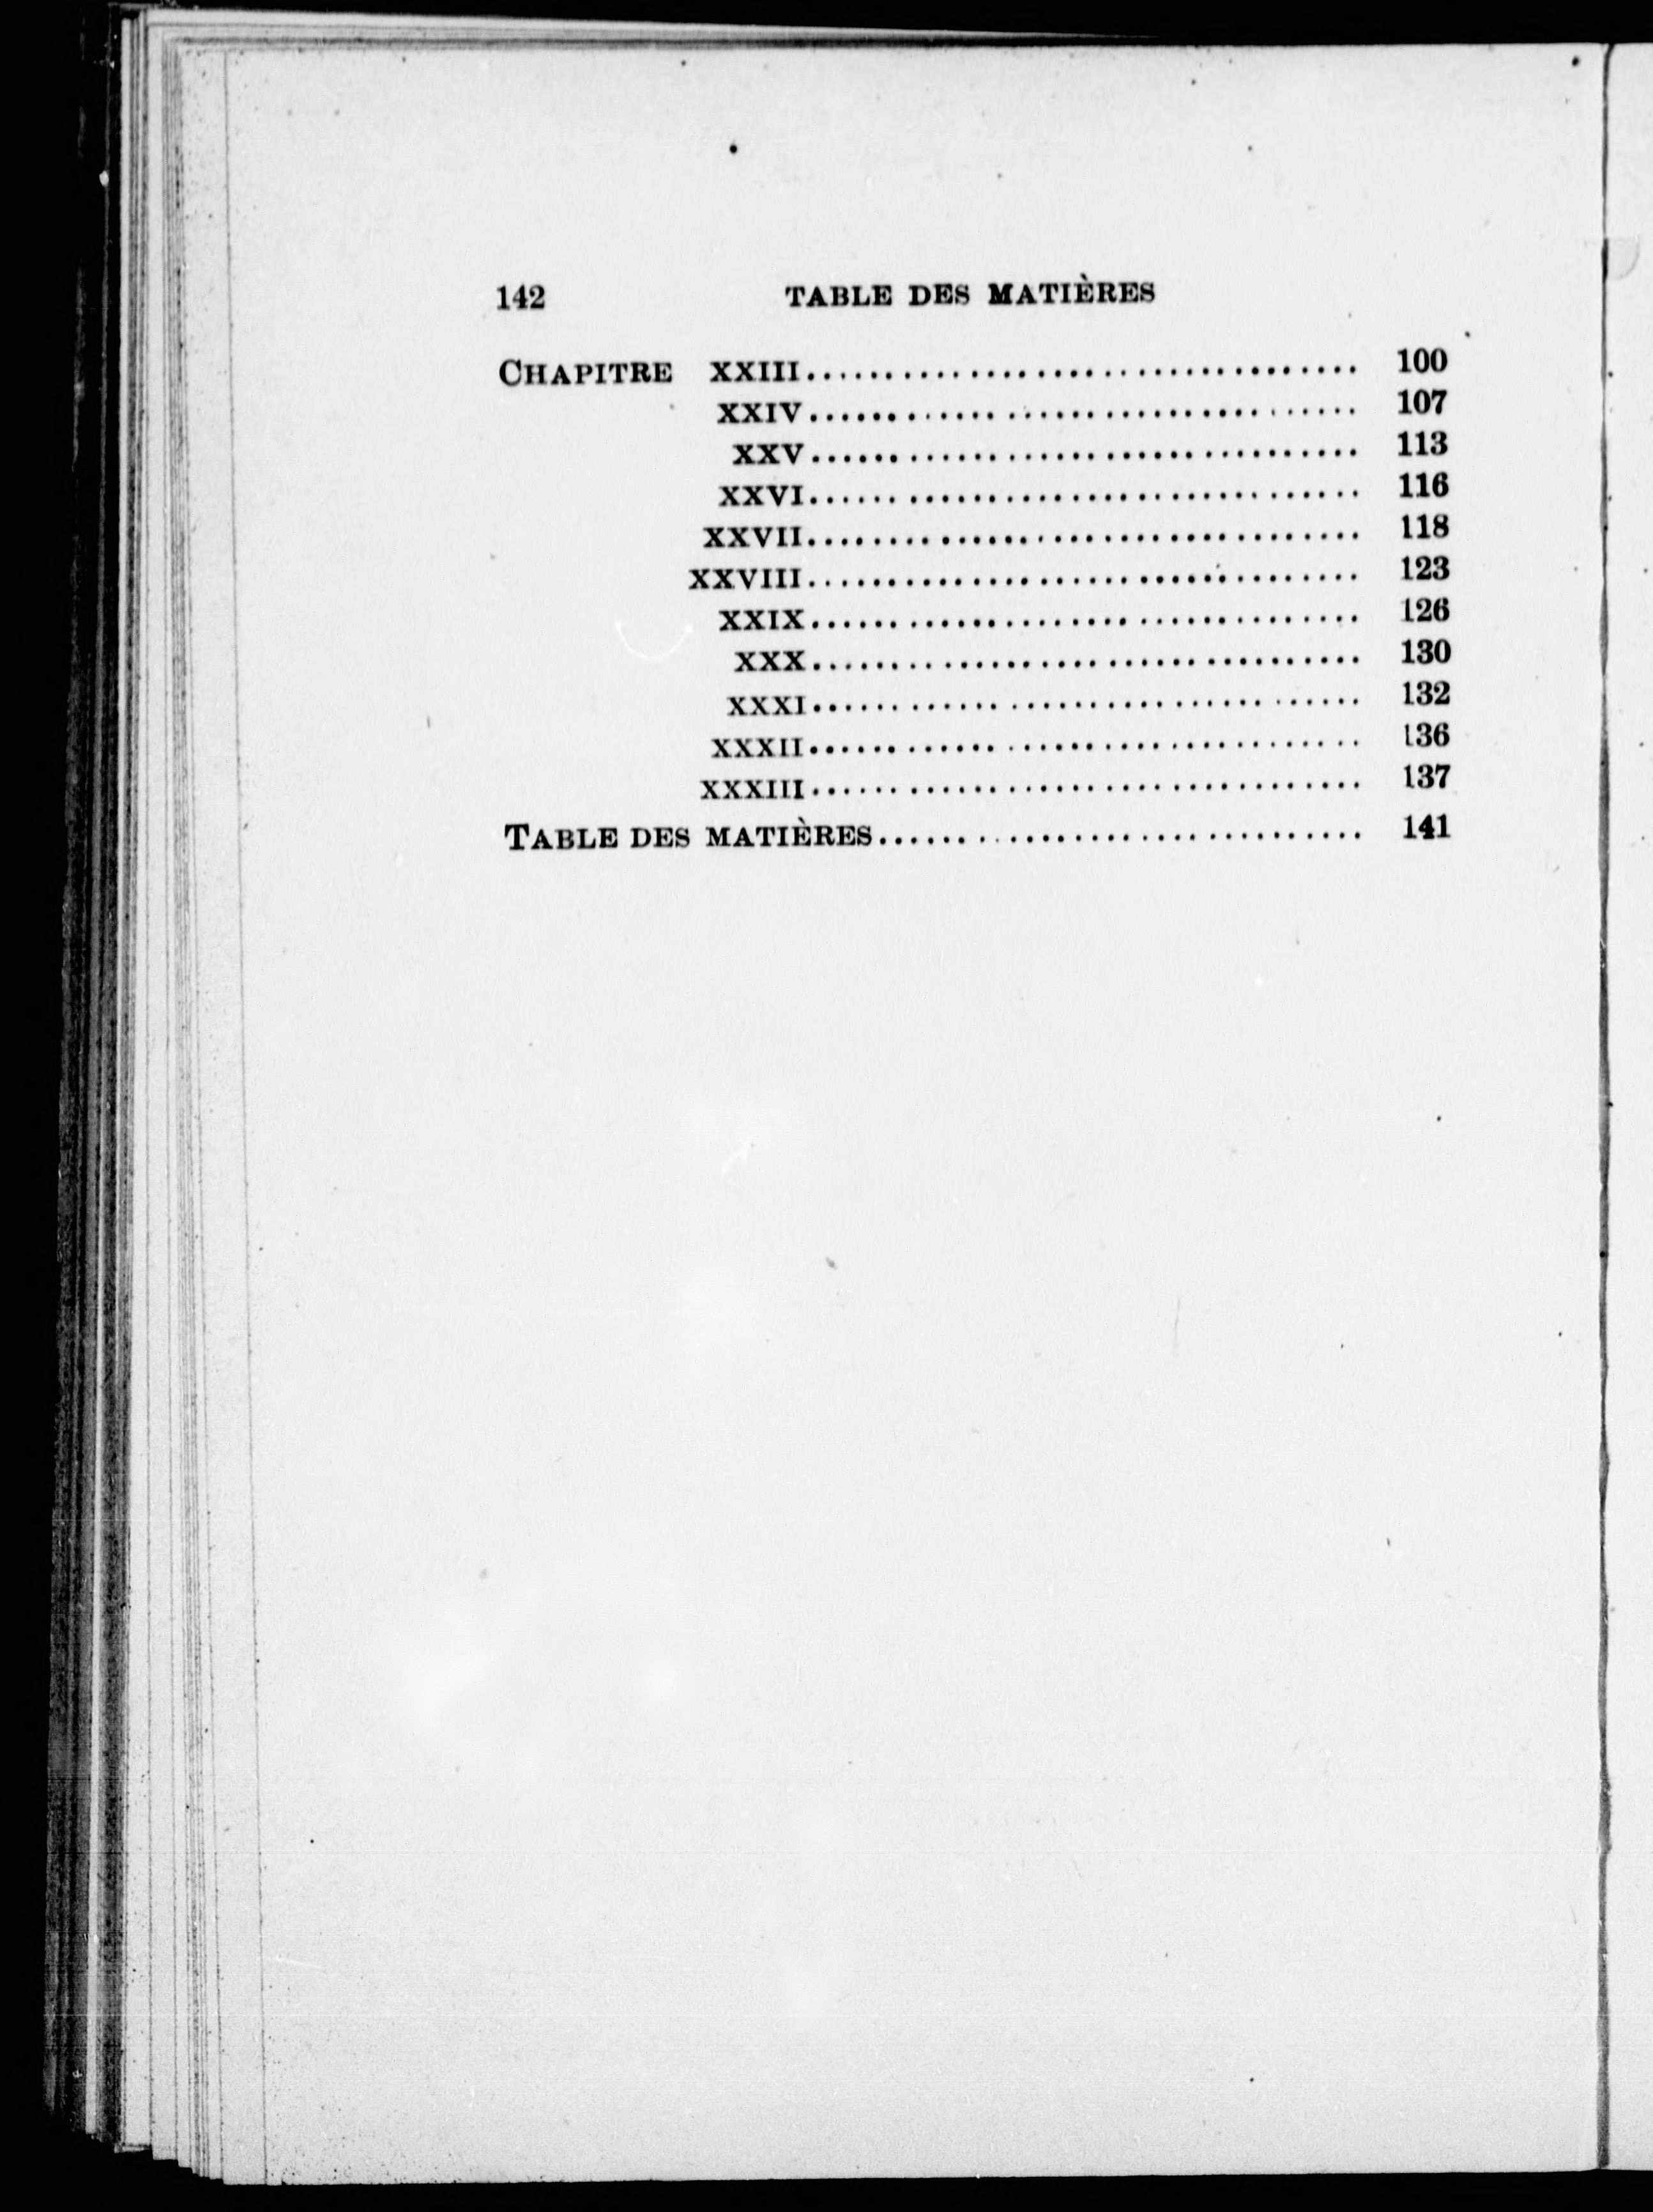 142 TABLE DES MATIÈRES
CHAPITRE XXIII................................... 100
XXIV................................... 107
XXV................................... 113
XXVI................................... 116
XXVII................................... 118
XXVIII................................... 123
XXIX................................... 126
XXX................................... 130
XXXI................................... 132
XXXII................................... 136
XXXIII................................... 137
TABLE DES MATIÈRES.............................. 141